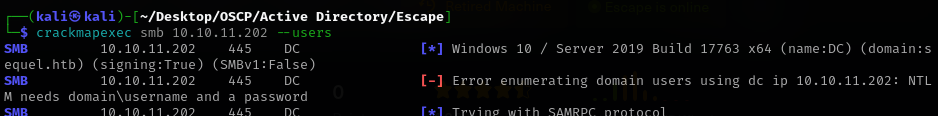 ┌──(kali㉿kali)-[~/Desktop/OSCP/Active Directory/Escape]
└─$ crackmapexec smb 10.10.11.202 --users
SMB 10.10.11.202 445 DC [*] Windows 10 / Server 2019 Build 17763 x64 (name:DC) (domain:s
equel.htb) (signing:True) (SMBv1:False)
SMB 10.10.11.202 445 DC [-] Error enumerating domain users using dc ip 10.10.11.202: NTL
M needs domain\username and a password
SMB 10.10.11.202 445 DC [*] Trying with SAMRPC protocol